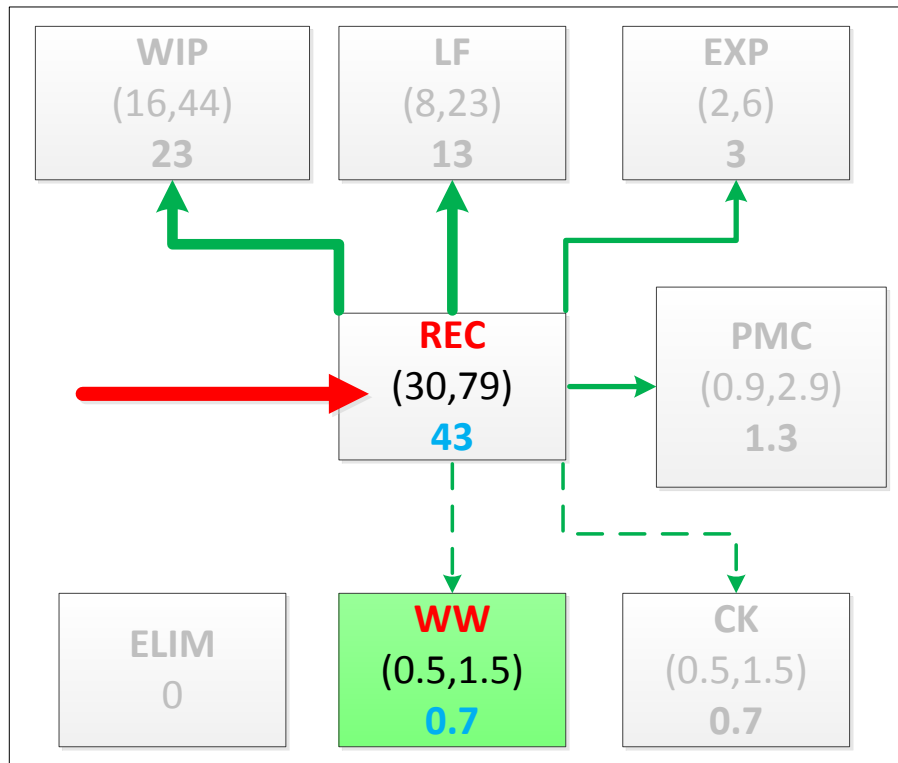 WIP
(16,44)
23
LF
(8,23)
13
EXP
(2,6)
3
REC
(30,79)
43
PMC
(0.9,2.9)
1.3
ELIM
0
WW
(0.5,1.5)
0.7
CK
(0.5,1.5)
0.7